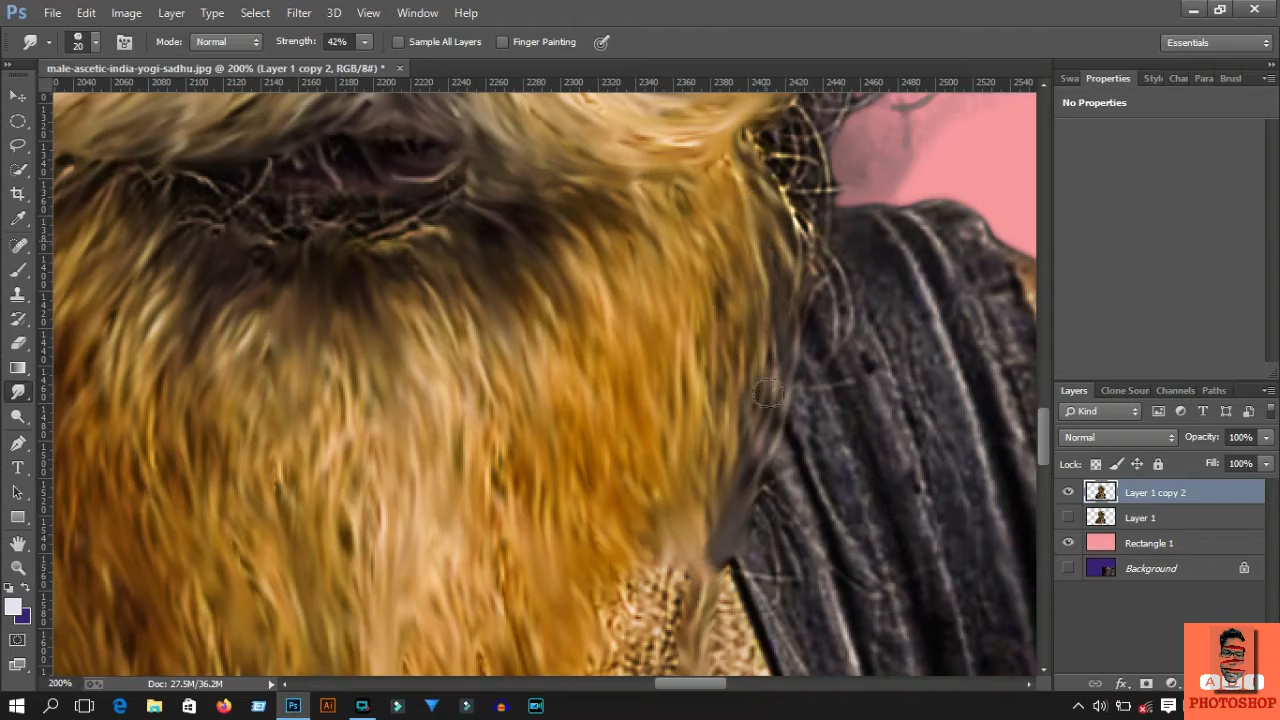 Ps File Edit Image Layer Type Select Filter 3D View Window Help
20 Mode: Normal Strength: 42% Sample All Layers Finger Painting Essentials
male-ascetic-india-yogi-sadhu.jpg @ 200% (Layer 1 copy 2, RGB/8#) *
Swa Properties Styl Char Para Brusl
0 2040 2060 2080 2100 2120 2140 2160 2180 2200 2220 2240 2260 2280 2300 2320 2340 2360 2380 2400 2420 2440 2460 2480 2500 2520 2540
No Properties
Layers Clone Sour Channels Paths
Kind
Normal Opacity: 100%
Lock: Fill: 100%
Layer 1 copy 2
Layer 1
Rectangle 1
Background
200% Doc: 27.5M/36.2M
PHOTOSHOP